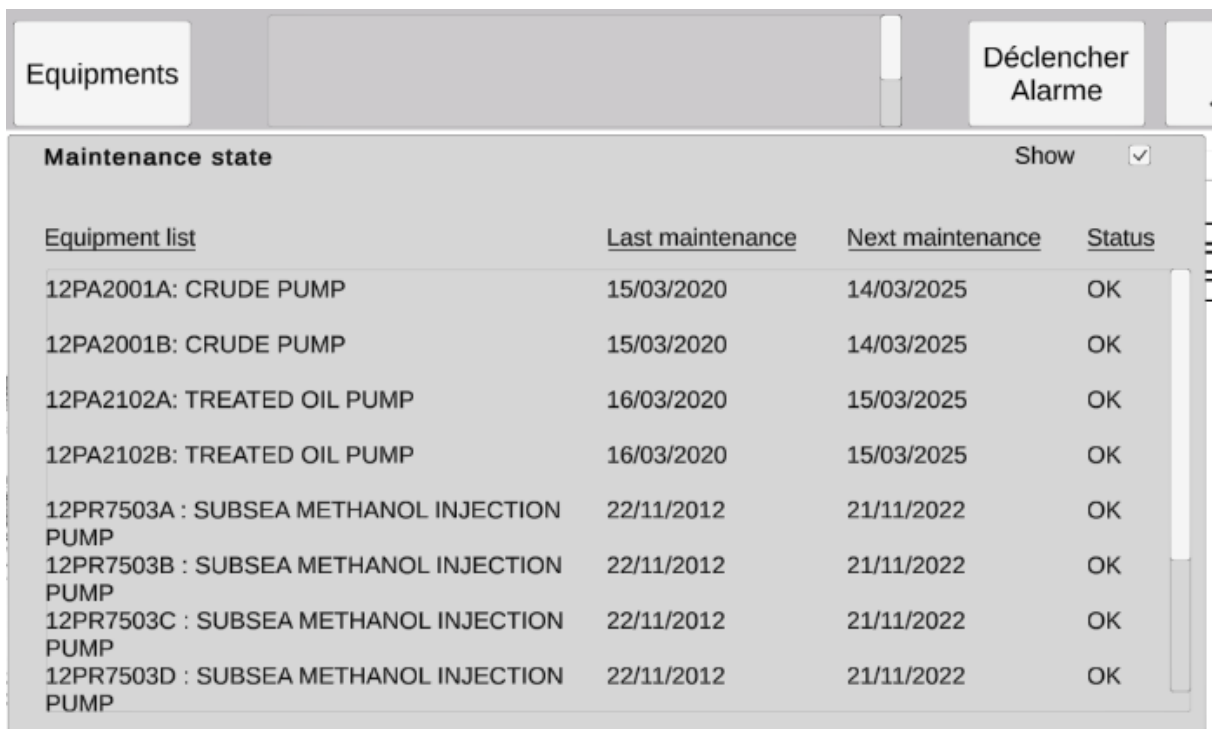 Equipments
Déclencher
Alarme
Maintenance state
Show
Equipment list Last maintenance Next maintenance Status
12PA2001A: CRUDE PUMP 15/03/2020 14/03/2025 OK
12PA2001B: CRUDE PUMP 15/03/2020 14/03/2025 OK
12PA2102A: TREATED OIL PUMP 16/03/2020 15/03/2025 OK
12PA2102B: TREATED OIL PUMP 16/03/2020 15/03/2025 OK
12PR7503A : SUBSEA METHANOL INJECTION 22/11/2012 21/11/2022 OK
PUMP
12PR7503B : SUBSEA METHANOL INJECTION 22/11/2012 21/11/2022 OK
PUMP
12PR7503C : SUBSEA METHANOL INJECTION 22/11/2012 21/11/2022 OK
PUMP
12PR7503D : SUBSEA METHANOL INJECTION 22/11/2012 21/11/2022 OK
PUMP